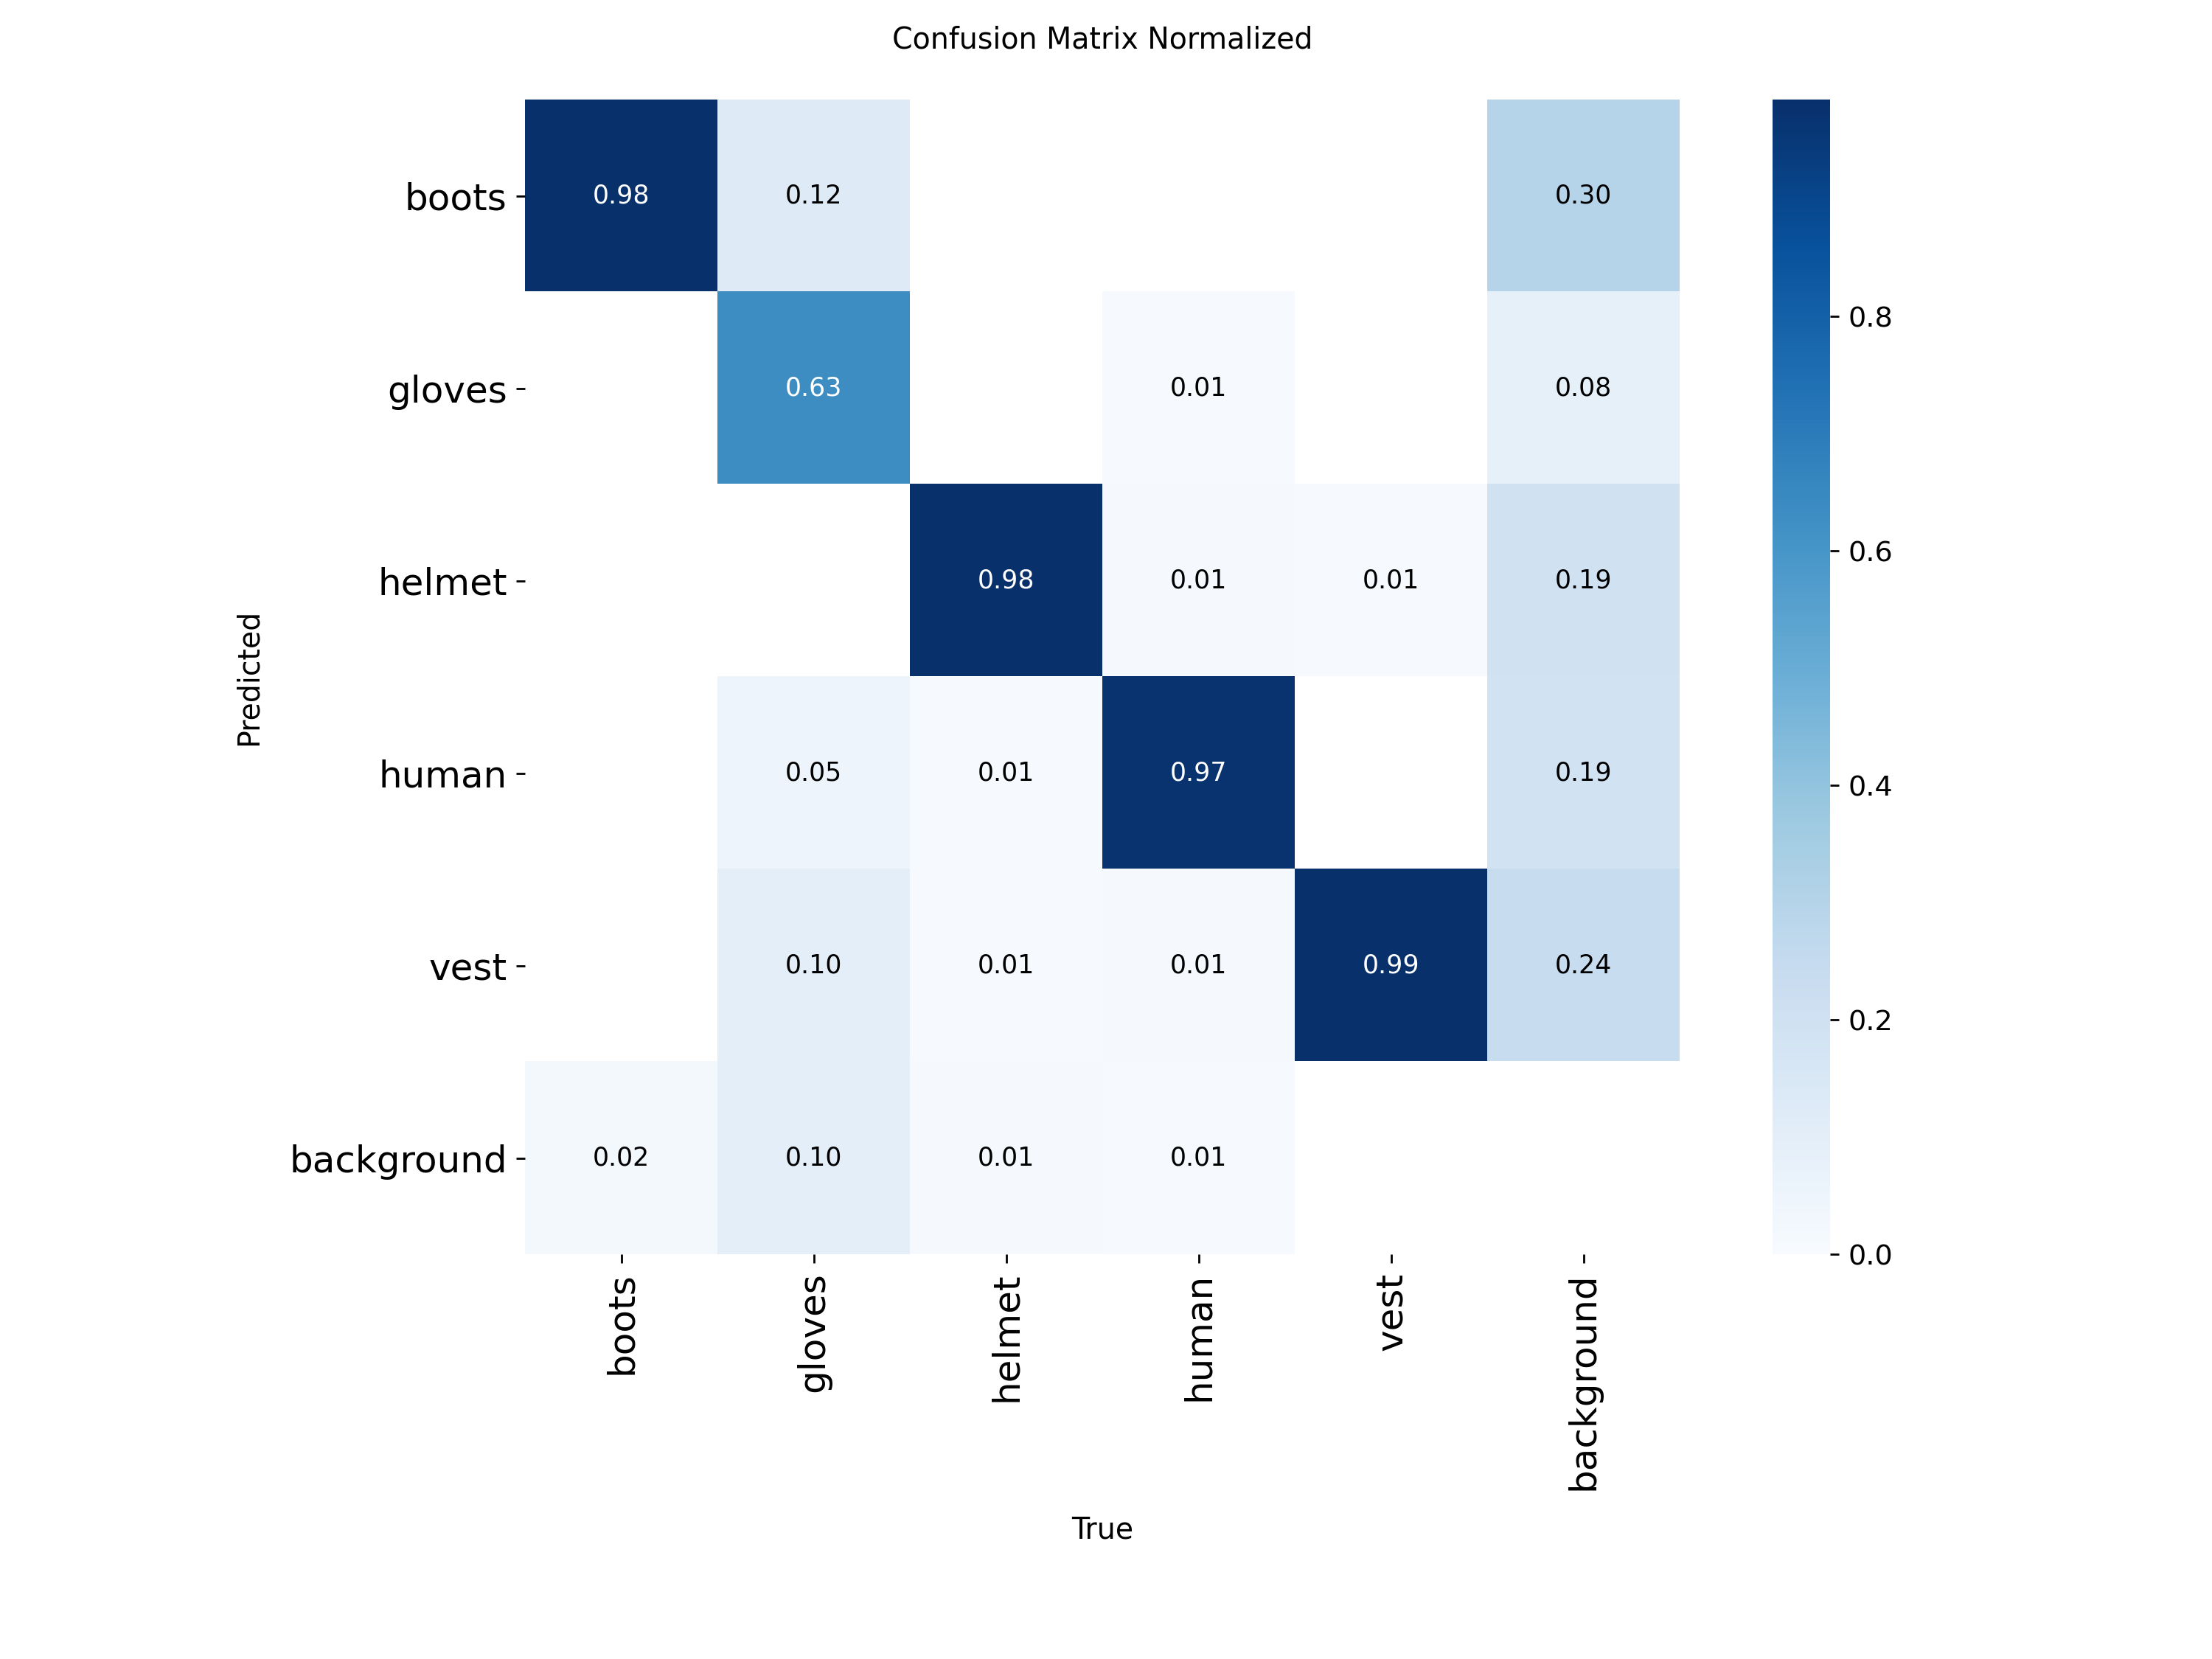 Confusion Matrix Normalized
boots 0.98 0.12 0.30
gloves 0.63 0.01 0.08
helmet 0.98 0.01 0.01 0.19
human 0.05 0.01 0.97 0.19
vest 0.10 0.01 0.01 0.99 0.24
background 0.02 0.10 0.01 0.01
Predicted
boots gloves helmet human vest background
True
0.8
0.6
0.4
0.2
0.0